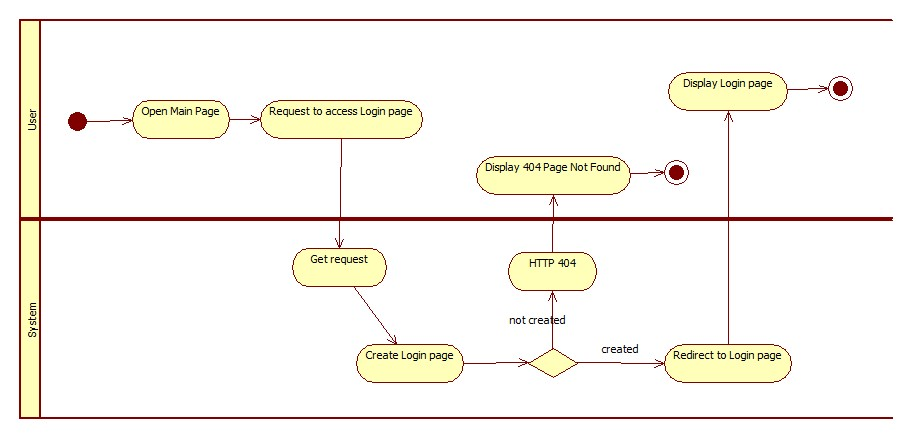 User
Open Main Page
Request to access Login page
Display Login page
Display 404 Page Not Found
System
Get request
HTTP 404
not created
Create Login page
created
Redirect to Login page